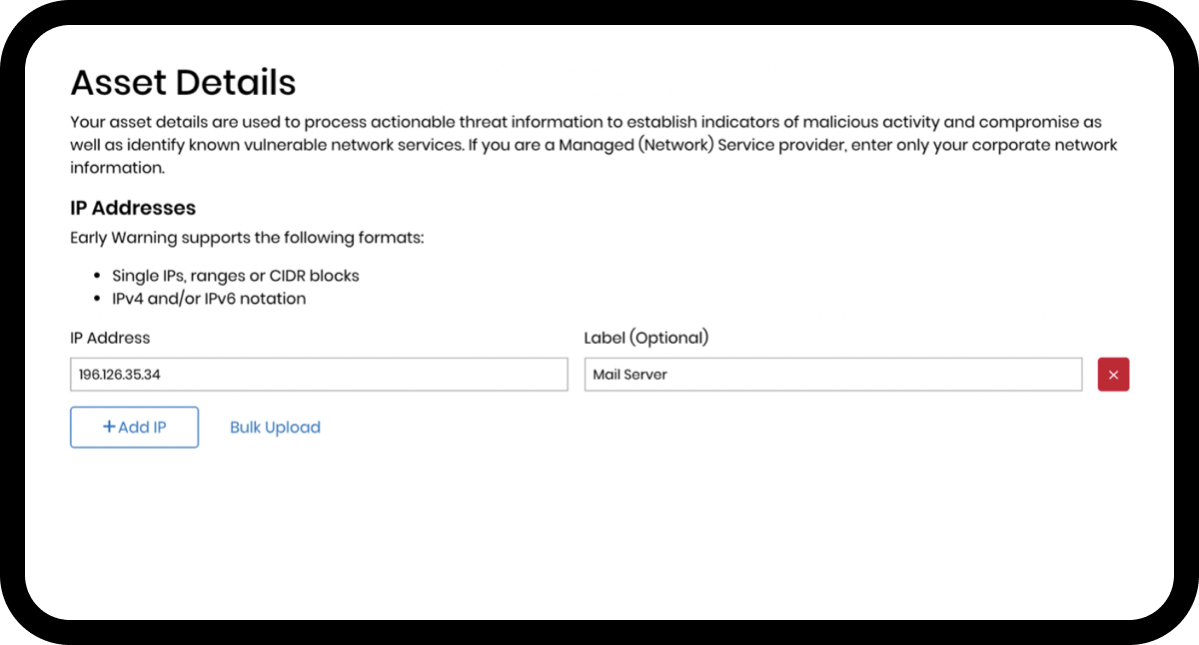 Asset Details
Your asset details are used to process actionable threat information to establish indicators of malicious activity and compromise as
well as identify known vulnerable network services. If you are a Managed (Network) Service provider, enter only your corporate network
information.
IP Addresses
Early Warning supports the following formats:
• Single IPs, ranges or CIDR blocks
• IPv4 and/or IPv6 notation
IP Address
Label (Optional)
196.126.35.34
Mail Server
×
+ Add IP
Bulk Upload